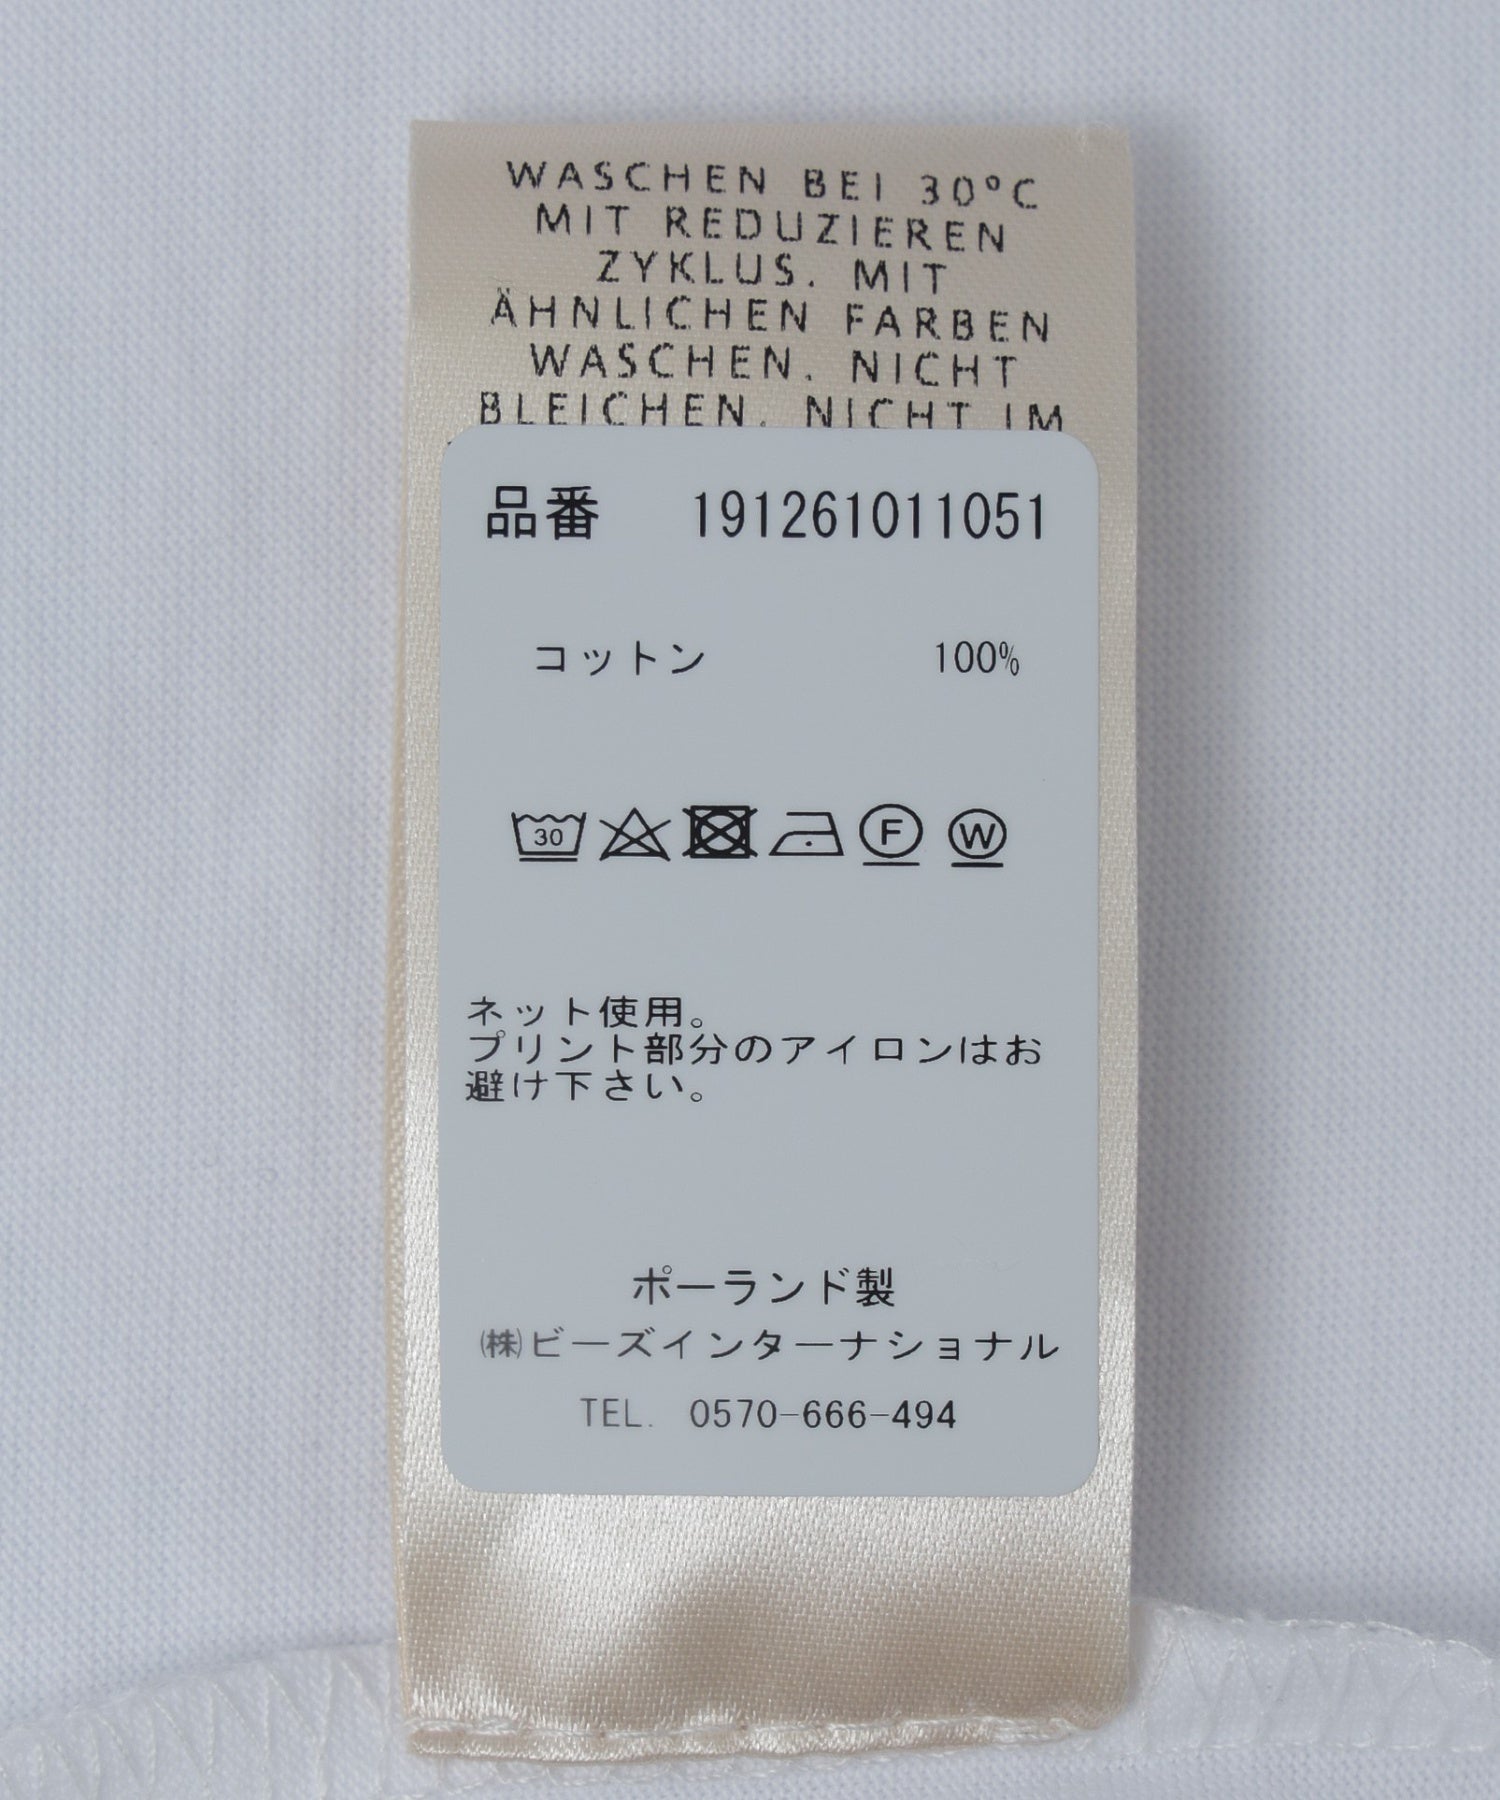 WASCHEN BEI 30°C
MIT REDUZIEREN
ZYKLUS. MIT
ÄHNLICHEN FARBEN
WASCHEN. NICHT
BLEICHEN. NICHT IM
品番 191261011051
コットン 100%
30 F W
ネット使用。
プリント部分のアイロンはお
避け下さい。
ポーランド製
㈱ビーズインターナショナル
TEL. 0570-666-494